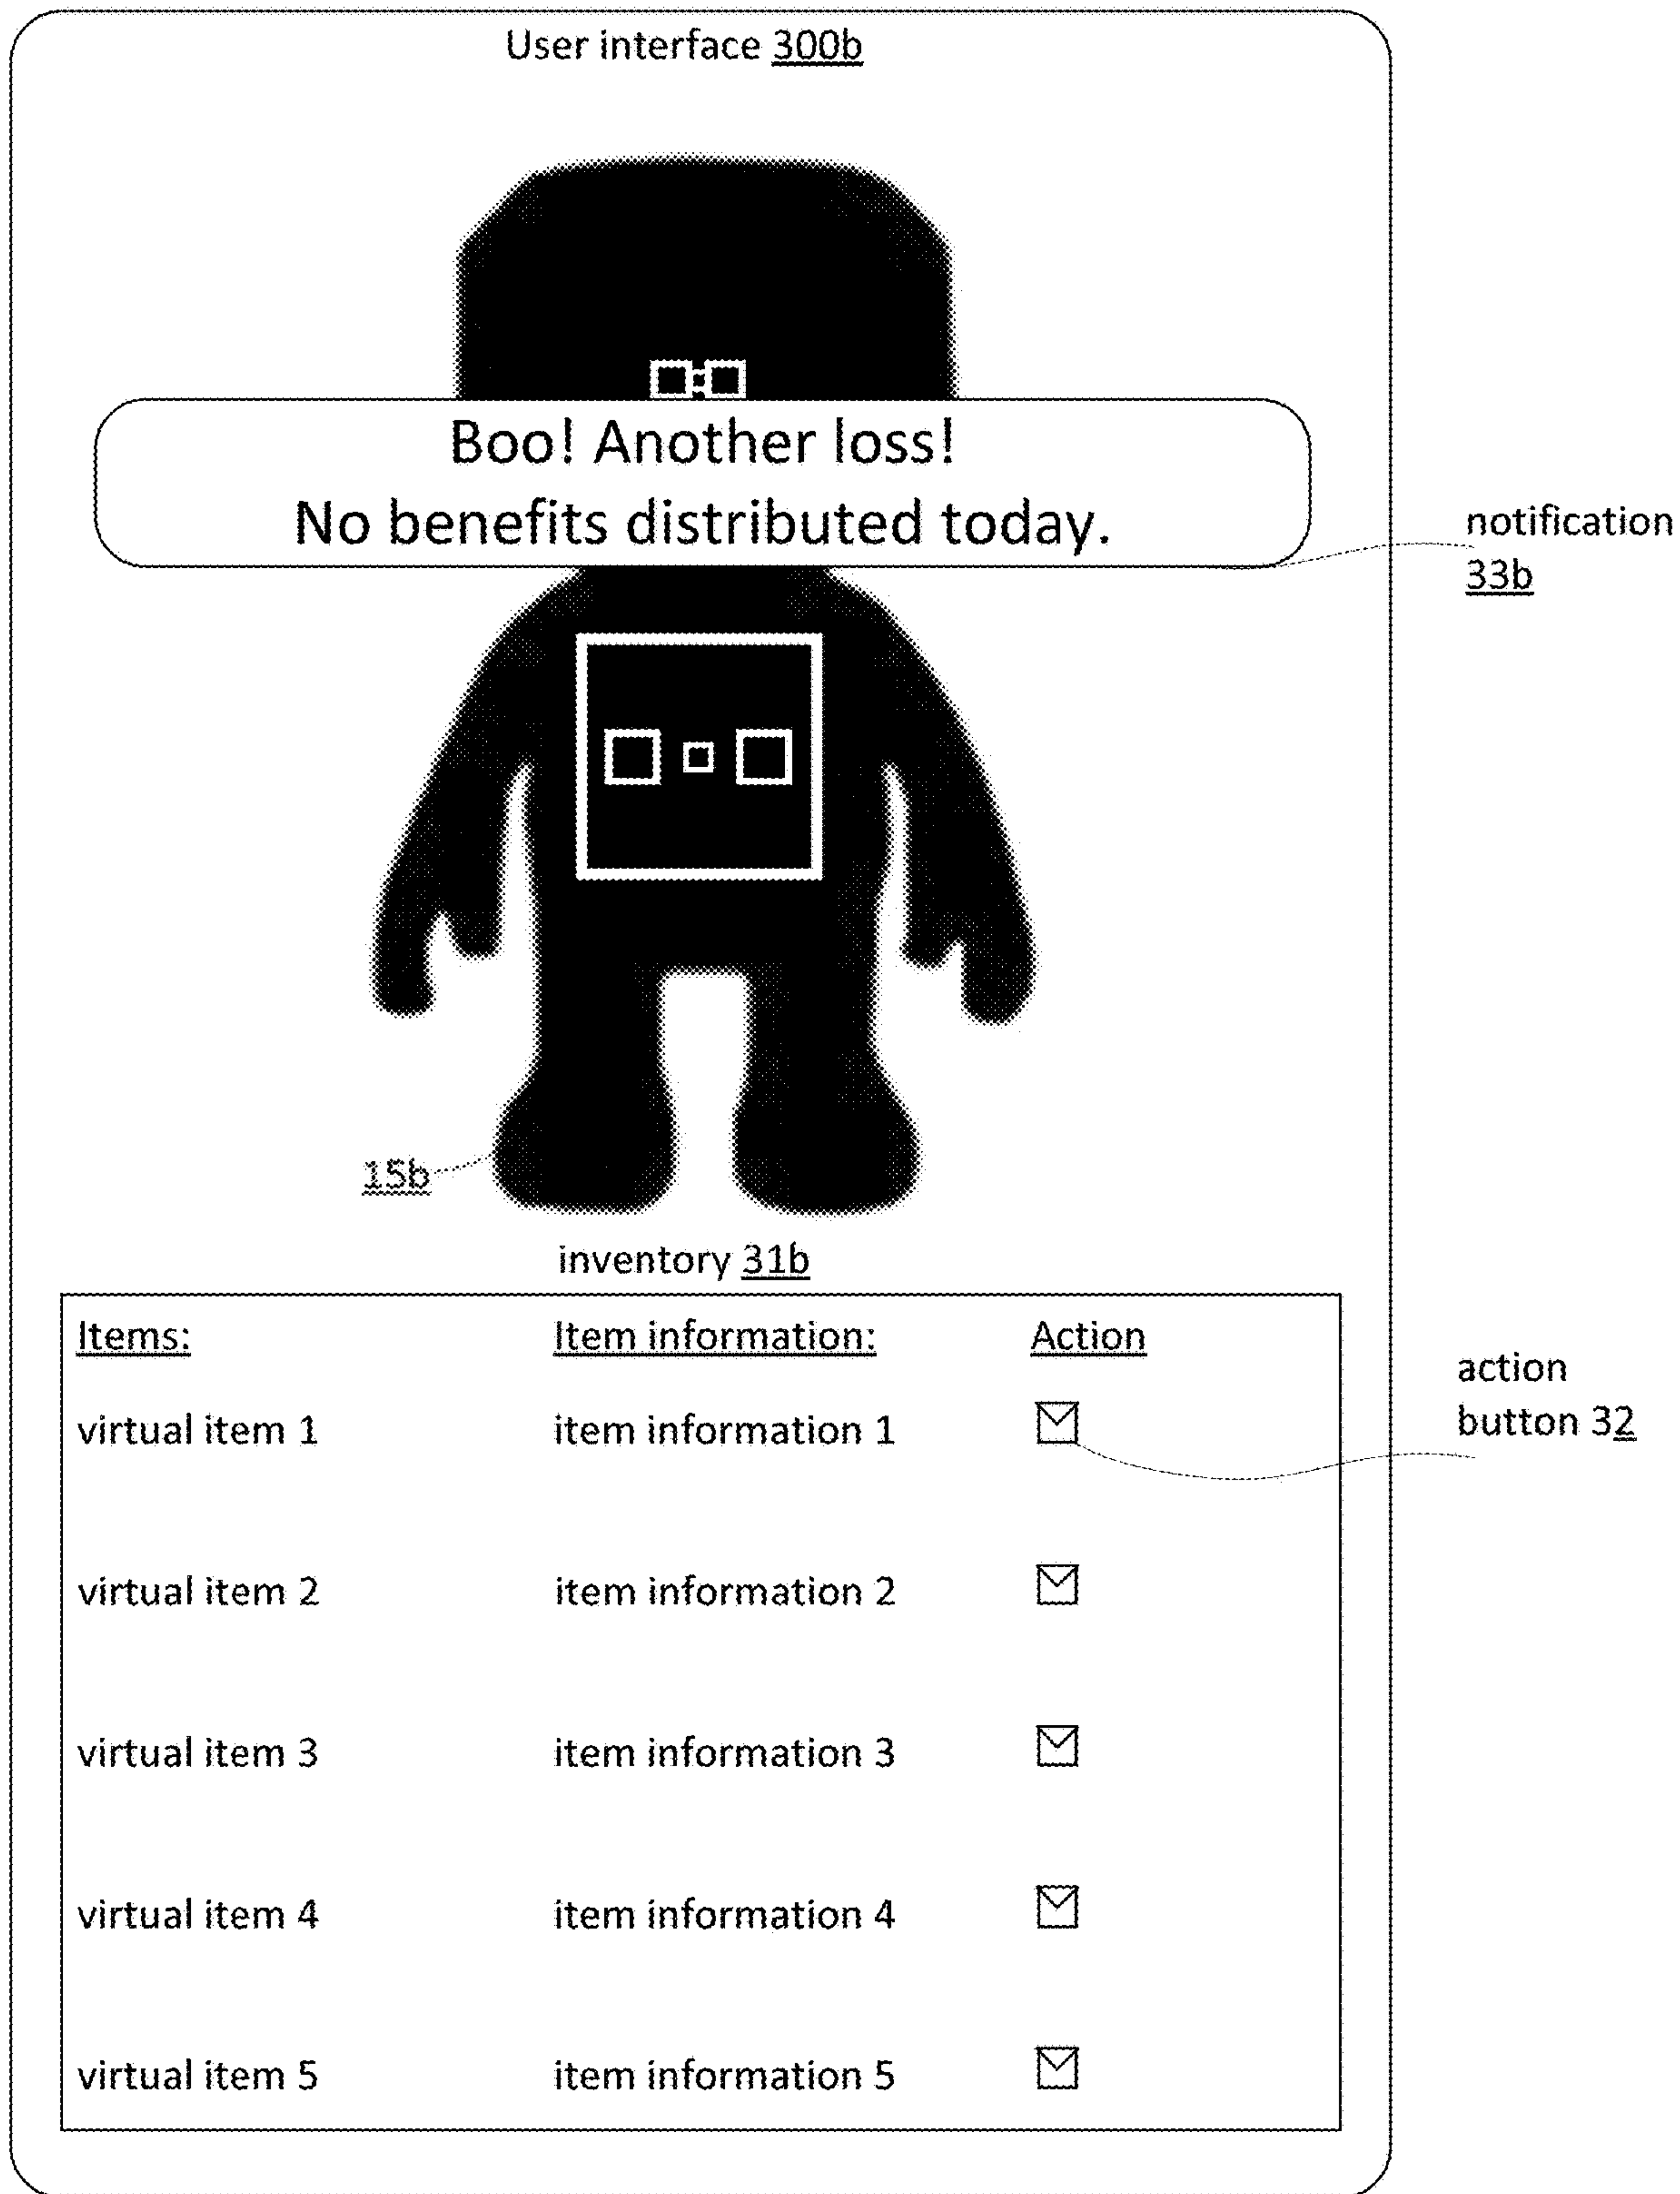 User interface 300b
Boo! Another loss!
No benefits distributed today.
notification
33b
15b
inventory 31b
Items: Item information: Action
action
button 32
virtual item 1 item information 1
virtual item 2 item information 2
virtual item 3 item information 3
virtual item 4 item information 4
virtual item 5 item information 5